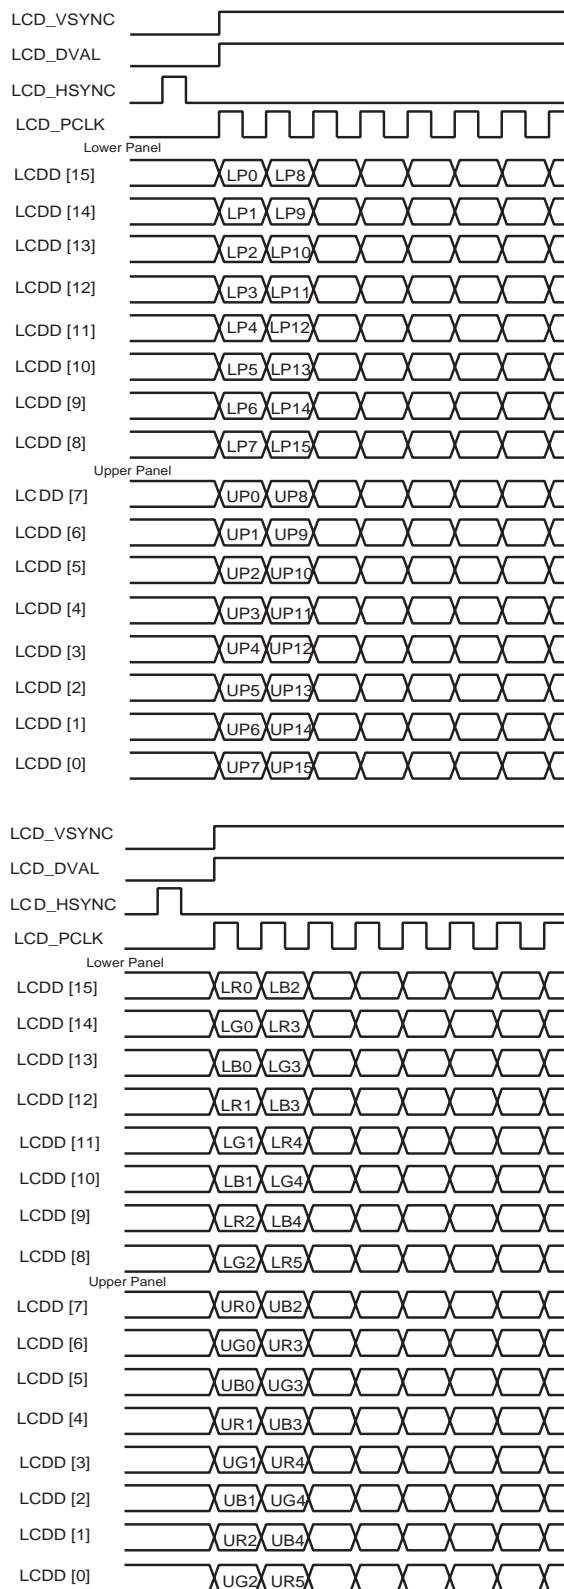 LCD_VSYNC
LCD_DVAL
LCD_HSYNC
LCD_PCLK
Lower Panel
LCDD [15] LP0 LP8
LCDD [14] LP1 LP9
LCDD [13] LP2 LP10
LCDD [12] LP3 LP11
LCDD [11] LP4 LP12
LCDD [10] LP5 LP13
LCDD [9] LP6 LP14
LCDD [8] LP7 LP15
Upper Panel
LCDD [7] UP0 UP8
LCDD [6] UP1 UP9
LCDD [5] UP2 UP10
LCDD [4] UP3 UP11
LCDD [3] UP4 UP12
LCDD [2] UP5 UP13
LCDD [1] UP6 UP14
LCDD [0] UP7 UP15
LCD_VSYNC
LCD_DVAL
LCD_HSYNC
LCD_PCLK
Lower Panel
LCDD [15] LR0 LB2
LCDD [14] LG0 LR3
LCDD [13] LB0 LG3
LCDD [12] LR1 LB3
LCDD [11] LG1 LR4
LCDD [10] LB1 LG4
LCDD [9] LR2 LB4
LCDD [8] LG2 LR5
Upper Panel
LCDD [7] UR0 UB2
LCDD [6] UG0 UR3
LCDD [5] UB0 UG3
LCDD [4] UR1 UB3
LCDD [3] UG1 UR4
LCDD [2] UB1 UG4
LCDD [1] UR2 UB4
LCDD [0] UG2 UR5